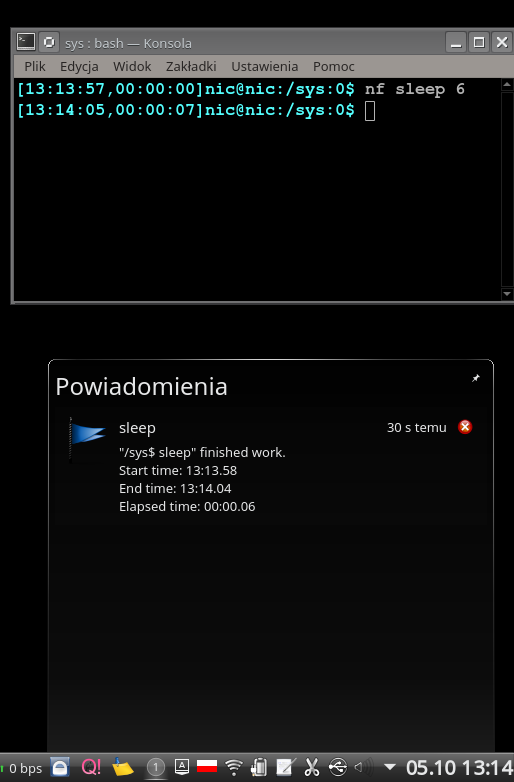 sys : bash — Konsola
Plik Edycja Widok Zakładki Ustawienia Pomoc
[13:13:57,00:00:00]nic@nic:/sys:0$ nf sleep 6
[13:14:05,00:00:07]nic@nic:/sys:0$
Powiadomienia
sleep 30 s temu
"/sys$ sleep" finished work.
Start time: 13:13.58
End time: 13:14.04
Elapsed time: 00:00.06
0 bps Q! 1 A 05.10 13:14